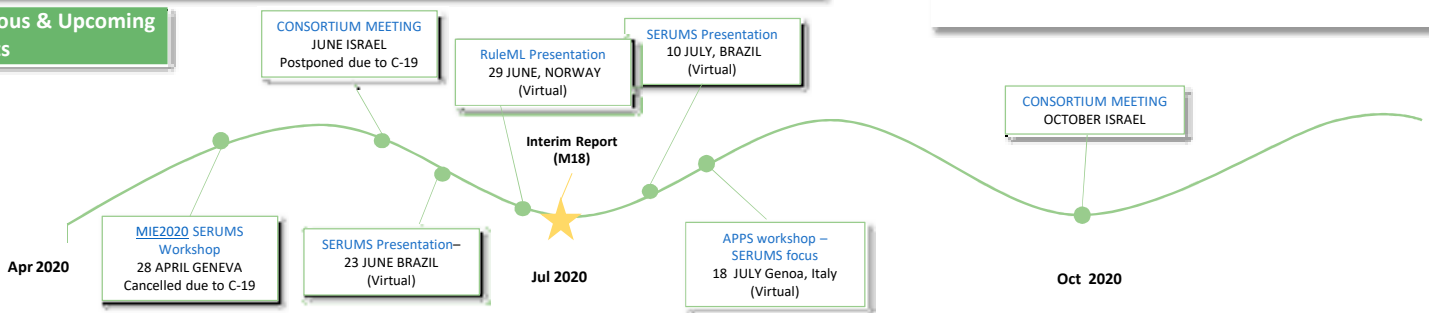 & Upcoming
CONSORTIUM MEETING
JUNE ISRAEL
Postponed due to C-19
RuleML Presentation
29 JUNE, NORWAY
(Virtual)
SERUMS Presentation
10 JULY, BRAZIL
(Virtual)
CONSORTIUM MEETING
OCTOBER ISRAEL
Interim Report
(M18)
MIE2020 SERUMS
Workshop
28 APRIL GENEVA
Cancelled due to C-19
SERUMS Presentation–
23 JUNE BRAZIL
(Virtual)
APPS workshop –
SERUMS focus
18 JULY Genoa, Italy
(Virtual)
Apr 2020
Jul 2020
Oct 2020